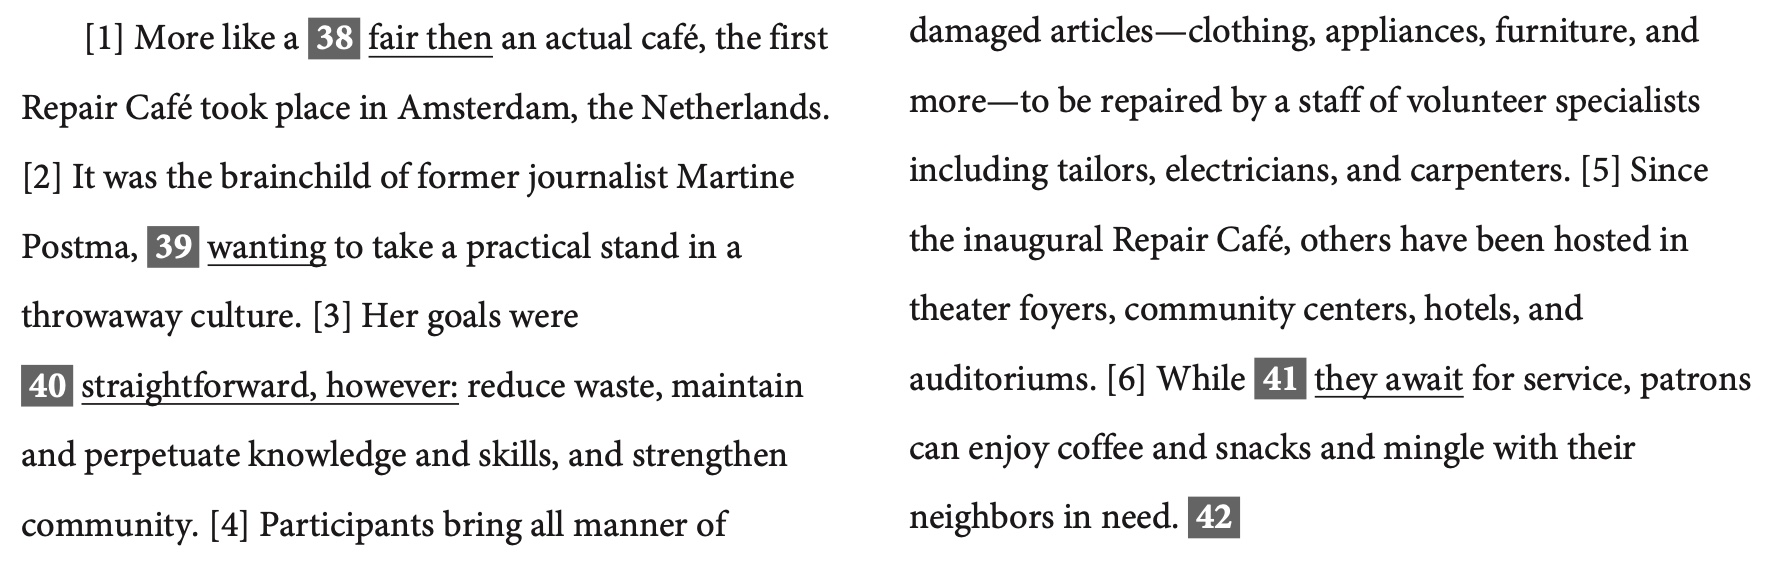 [1] More like a 38 fair then an actual café, the first
Repair Café took place in Amsterdam, the Netherlands.
[2] It was the brainchild of former journalist Martine
Postma, 39 wanting to take a practical stand in a
throwaway culture. [3] Her goals were
40 straightforward, however: reduce waste, maintain
and perpetuate knowledge and skills, and strengthen
community. [4] Participants bring all manner of
damaged articles—clothing, appliances, furniture, and
more—to be repaired by a staff of volunteer specialists
including tailors, electricians, and carpenters. [5] Since
the inaugural Repair Café, others have been hosted in
theater foyers, community centers, hotels, and
auditoriums. [6] While 41 they await for service, patrons
can enjoy coffee and snacks and mingle with their
neighbors in need. 42